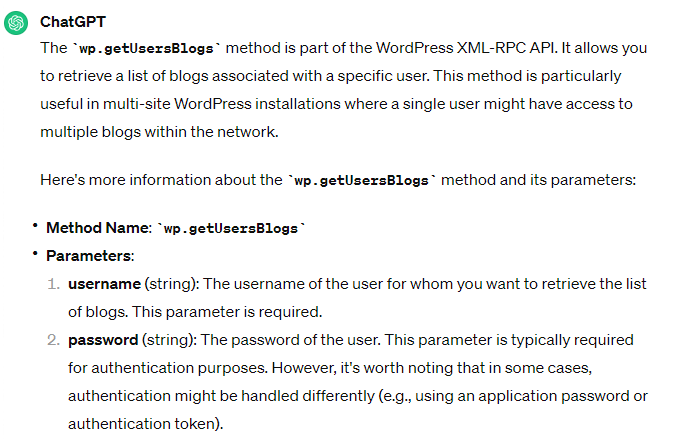 ChatGPT
The `wp.getUsersBlogs` method is part of the WordPress XML-RPC API. It allows you
to retrieve a list of blogs associated with a specific user. This method is particularly
useful in multi-site WordPress installations where a single user might have access to
multiple blogs within the network.
Here's more information about the `wp.getUsersBlogs` method and its parameters:
• Method Name: `wp.getUsersBlogs`
• Parameters:
1. username (string): The username of the user for whom you want to retrieve the list
of blogs. This parameter is required.
2. password (string): The password of the user. This parameter is typically required
for authentication purposes. However, it's worth noting that in some cases,
authentication might be handled differently (e.g., using an application password or
authentication token).